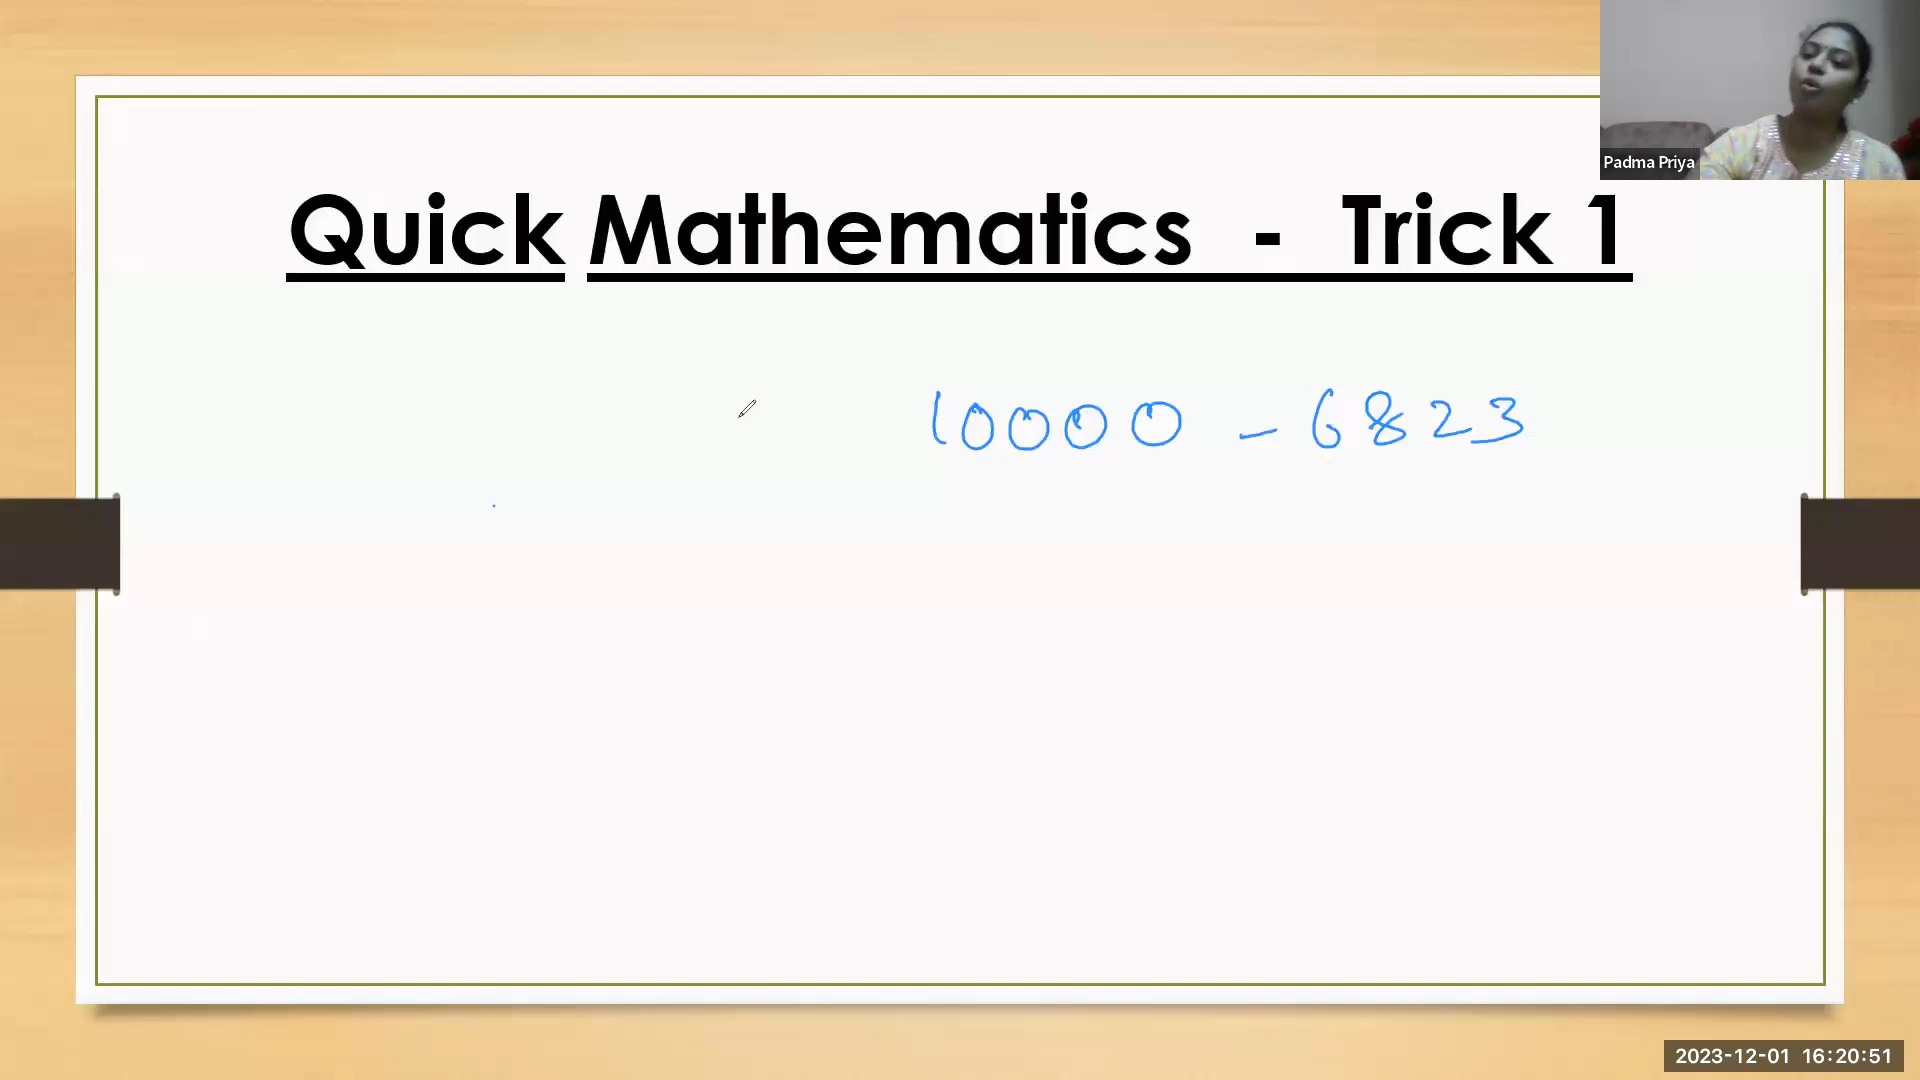 Padma Priya
Quick Mathematics - Trick 1
10000 - 6823
2023-12-01 16:20:51